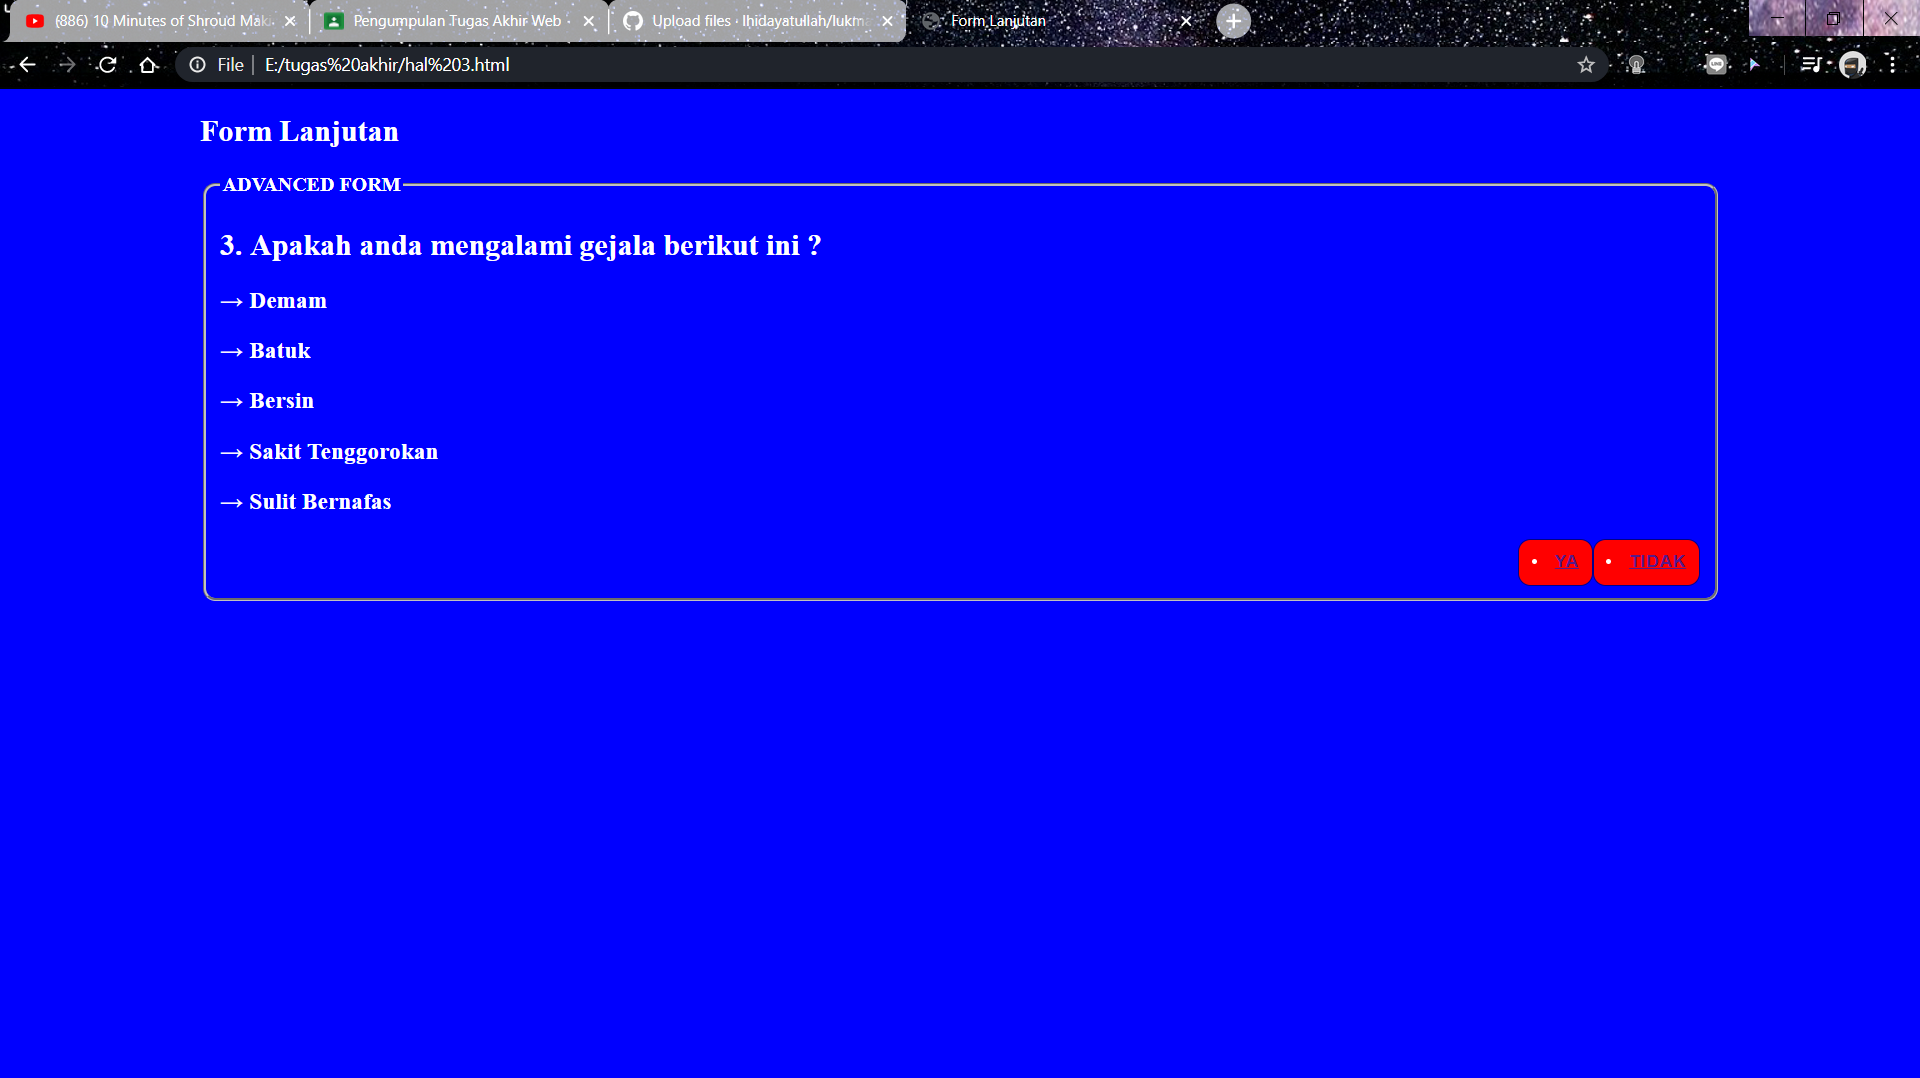 (886) 10 Minutes of Shroud Mak
Pengumpulan Tugas Akhir Web
Upload files · lhidayatullah/lukm
Form Lanjutan
File | E:/tugas%20akhir/hal%203.html
Form Lanjutan
ADVANCED FORM
3. Apakah anda mengalami gejala berikut ini ?
→ Demam
→ Batuk
→ Bersin
→ Sakit Tenggorokan
→ Sulit Bernafas
• YA • TIDAK